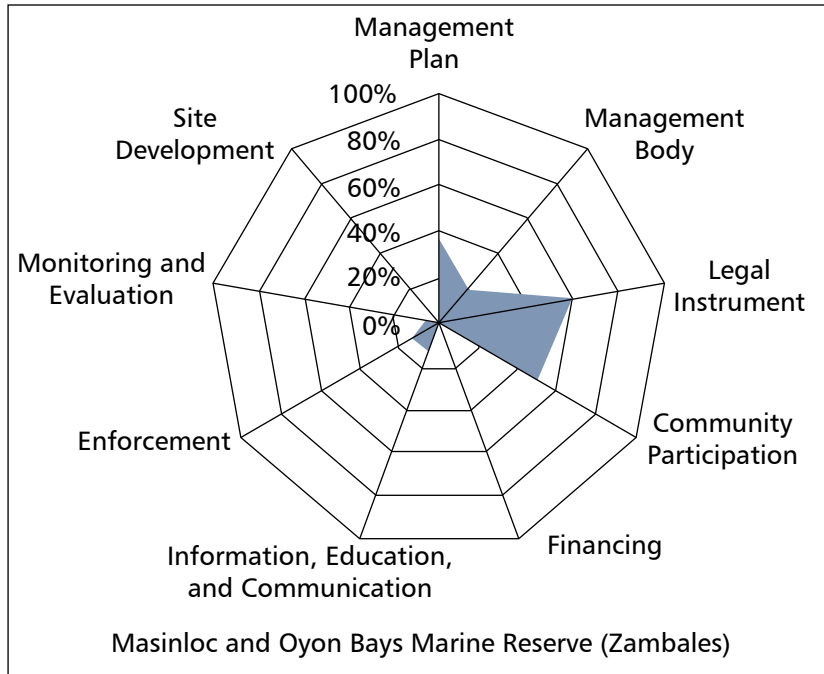 Management
Plan
100%
80%
60%
40%
20%
0%
Management
Body
Legal
Instrument
Community
Participation
Financing
Information, Education,
and Communication
Enforcement
Monitoring and
Evaluation
Site
Development
Masinloc and Oyon Bays Marine Reserve (Zambales)